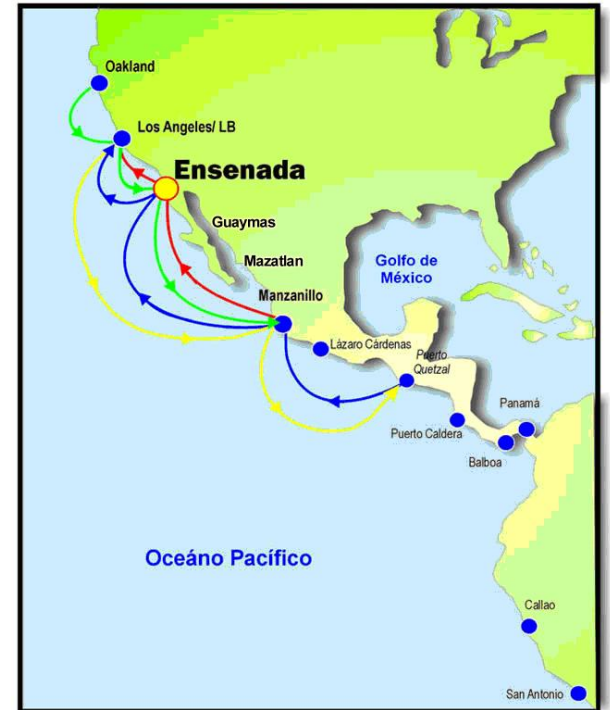 Oakland
Los Angeles/ LB
Ensenada
Guaymas
Mazatlan
Golfo de
México
Manzanillo
Lázaro Cárdenas
Puerto
Quetzal
Panamá
Puerto Caldera
Balboa
Oceáno Pacífico
Callao
San Antonio